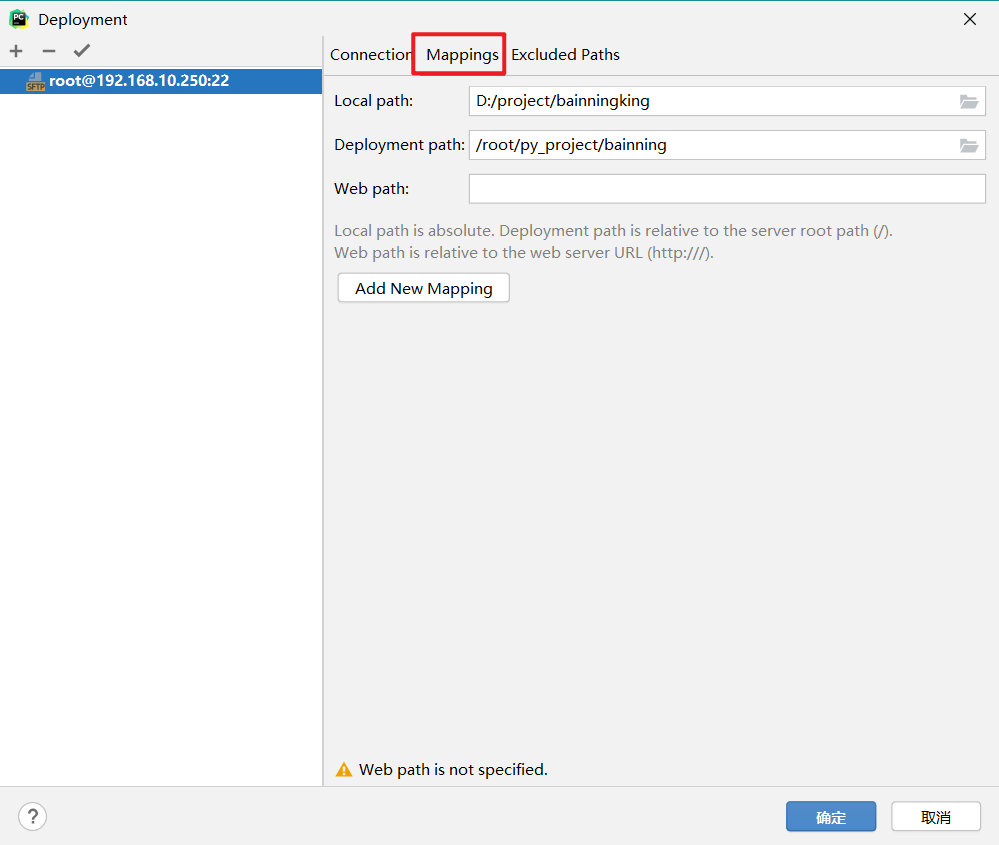 PC
Deployment
Connection Mappings Excluded Paths
SFTP root@192.168.10.250:22
Local path: D:/project/bainningking
Deployment path: /root/py_project/bainning
Web path:
Local path is absolute. Deployment path is relative to the server root path (/).
Web path is relative to the web server URL (http:///).
Add New Mapping
Web path is not specified.
? 确定 取消